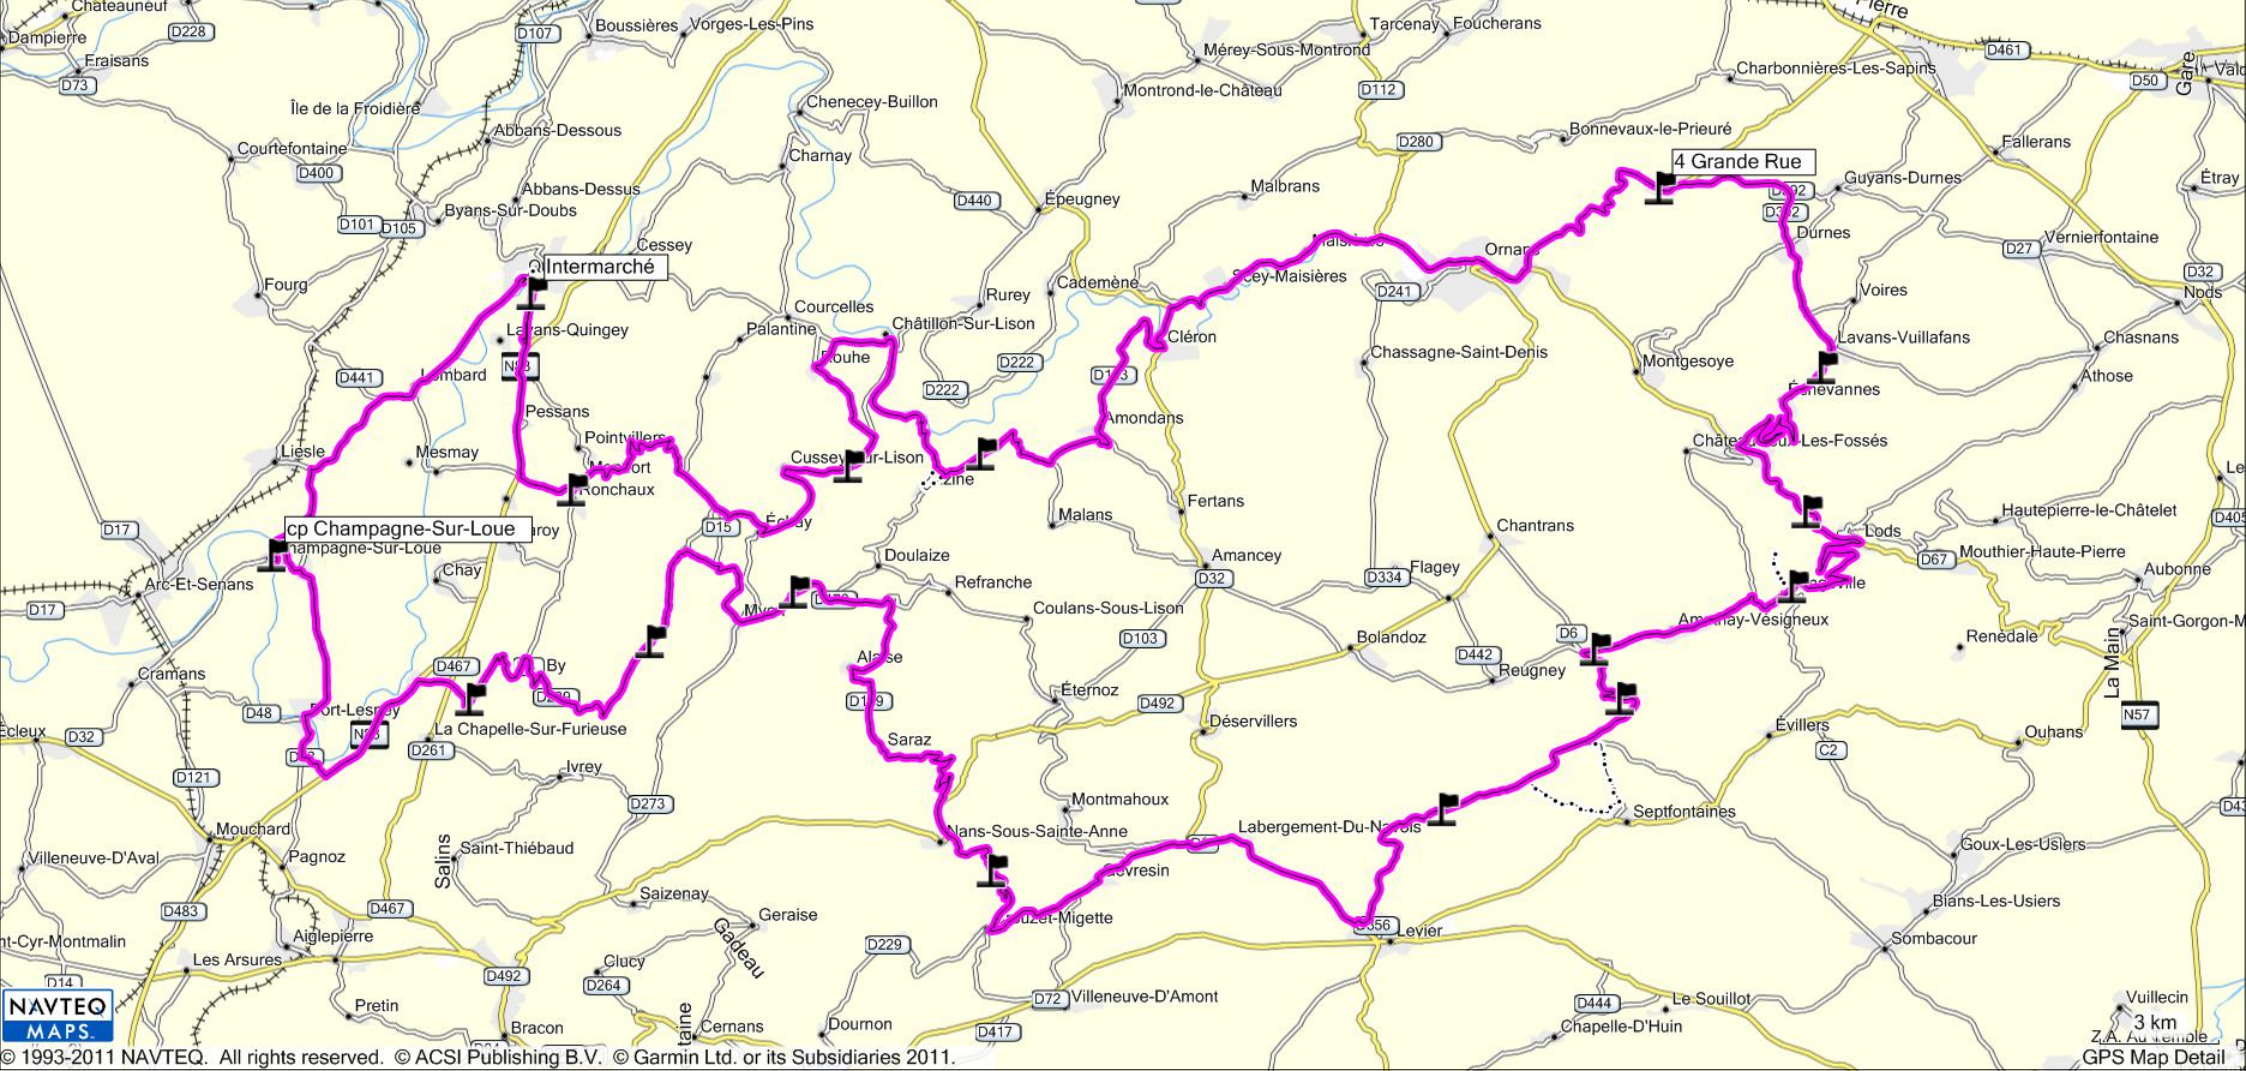 Chateauneuf
D228
D107
Boussières
Vorges-Les-Pins
Tarcenay
Foucherans
Dampierre
Mérey-Sous-Montrond
D461
Gare
Fraisans
D73
Charbonnières-Les-Sapins
D50
Île de la Froidière
Chenecey-Buillon
Montrond-le-Château
D112
Abbans-Dessous
Bonnevaux-le-Prieuré
Courtefontaine
D280
Fallerans
Charnay
4 Grande Rue
D400
Abbans-Dessus
Malbrans
Guyans-Durnes
Étray
Byans-Sur-Doubs
D440
Épeugney
D101
D105
Durnes
Cessey
Vernierfontaine
D27
Intermarché
Scey-Maisières
D32
Fourg
Cademène
D241
Voires
Nods
Rurey
Courcelles
Châtillon-Sur-Lison
Lavans-Quingey
Palantine
Cléron
Lavans-Vuillafans
Chasnans
Chassagne-Saint-Denis
D222
Montgesoye
D441
D222
Athose
Pessans
Amondans
Pointvillers
Liesle
Mesmay
Ronchaux
Fertans
Hautepierre-le-Châtelet
D17
Malans
D15
Chantrans
cp Champagne-Sur-Loue
Lods
Doulaize
Amancey
D67
Mouthier-Haute-Pierre
Arc-Et-Senans
Chay
Refranche
D32
D334
Flagey
Aubonne
D17
Coulans-Sous-Lison
D103
Bolandoz
D6
Renédale
By
D467
D442
Reugney
La Main
Cramans
Éternoz
D492
D48
Déservillers
N57
D32
La Chapelle-Sur-Furieuse
Saraz
Évillers
Ouhans
D261
C2
D121
Ivrey
D273
Montmahoux
Septfontaines
Mouchard
Nans-Sous-Sainte-Anne
Goux-Les-Usiers
Villeneuve-D'Aval
Pagnoz
Salins
Saint-Thiébaud
Saizenay
Bians-Les-Usiers
D483
D467
Geraise
Levier
Aiglepierre
Gadeau
D229
Sombacour
Les Arsures
Clucy
D492
D264
D14
Villeneuve-D'Amont
D72
D444
Le Souillot
Vuillecin
NAVTEQ
MAPS
Pretin
Bracon
Cernans
Dournon
D417
Chapelle-D'Huin
3 km
© 1993-2011 NAVTEQ. All rights reserved. © ACSI Publishing B.V. © Garmin Ltd. or its Subsidiaries 2011.
GPS Map Detail